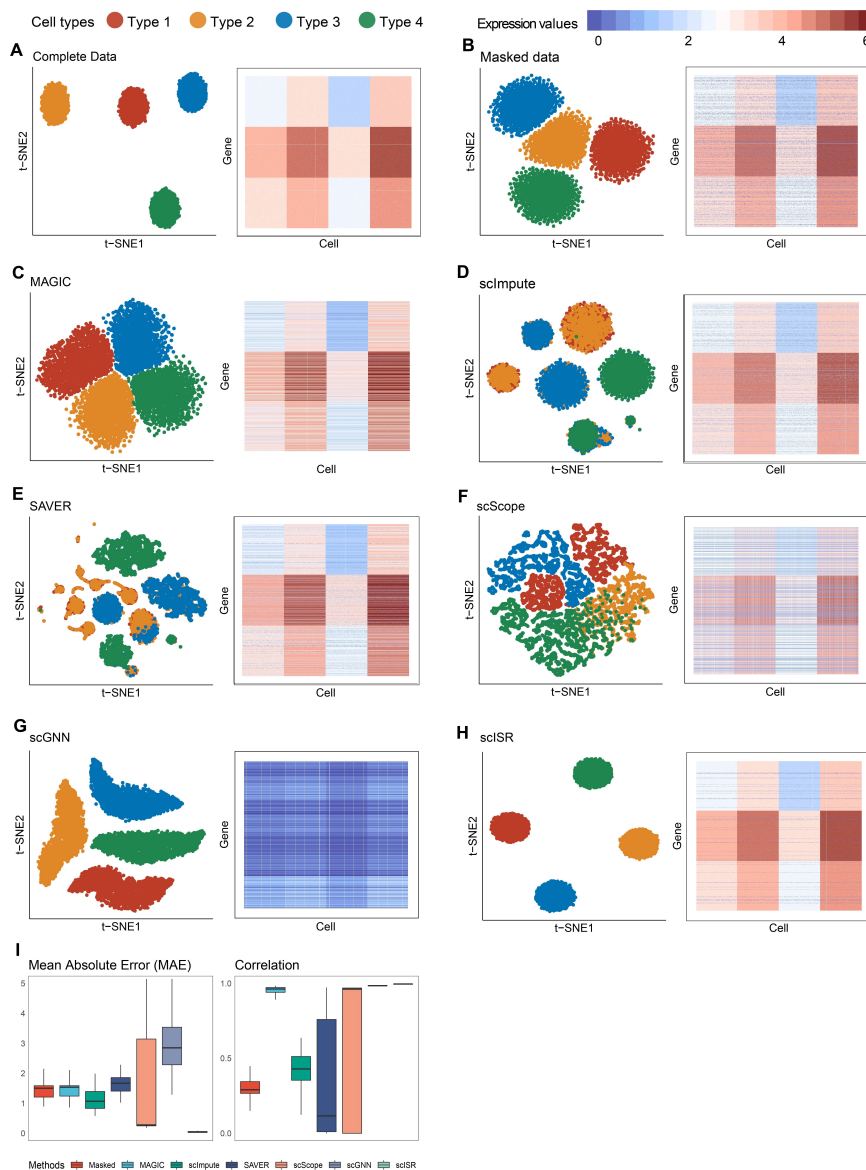 Cell types Type 1 Type 2 Type 3 Type 4
Expression values
0 2 4 6
A
Complete Data
t−SNE2
t−SNE1
Gene
Cell
B
Masked data
t−SNE2
t−SNE1
Gene
Cell
C
MAGIC
t−SNE2
t−SNE1
Gene
Cell
D
scImpute
t−SNE2
t−SNE1
Gene
Cell
E
SAVER
t−SNE2
t−SNE1
Gene
Cell
F
scScope
t−SNE2
t−SNE1
Gene
Cell
G
scGNN
t−SNE2
t−SNE1
Gene
Cell
H
scISR
t−SNE2
t−SNE1
Gene
Cell
I
Mean Absolute Error (MAE)
5
4
3
2
1
0
Correlation
1.0
0.5
0.0
Methods Masked MAGIC scImpute SAVER scScope scGNN scISR